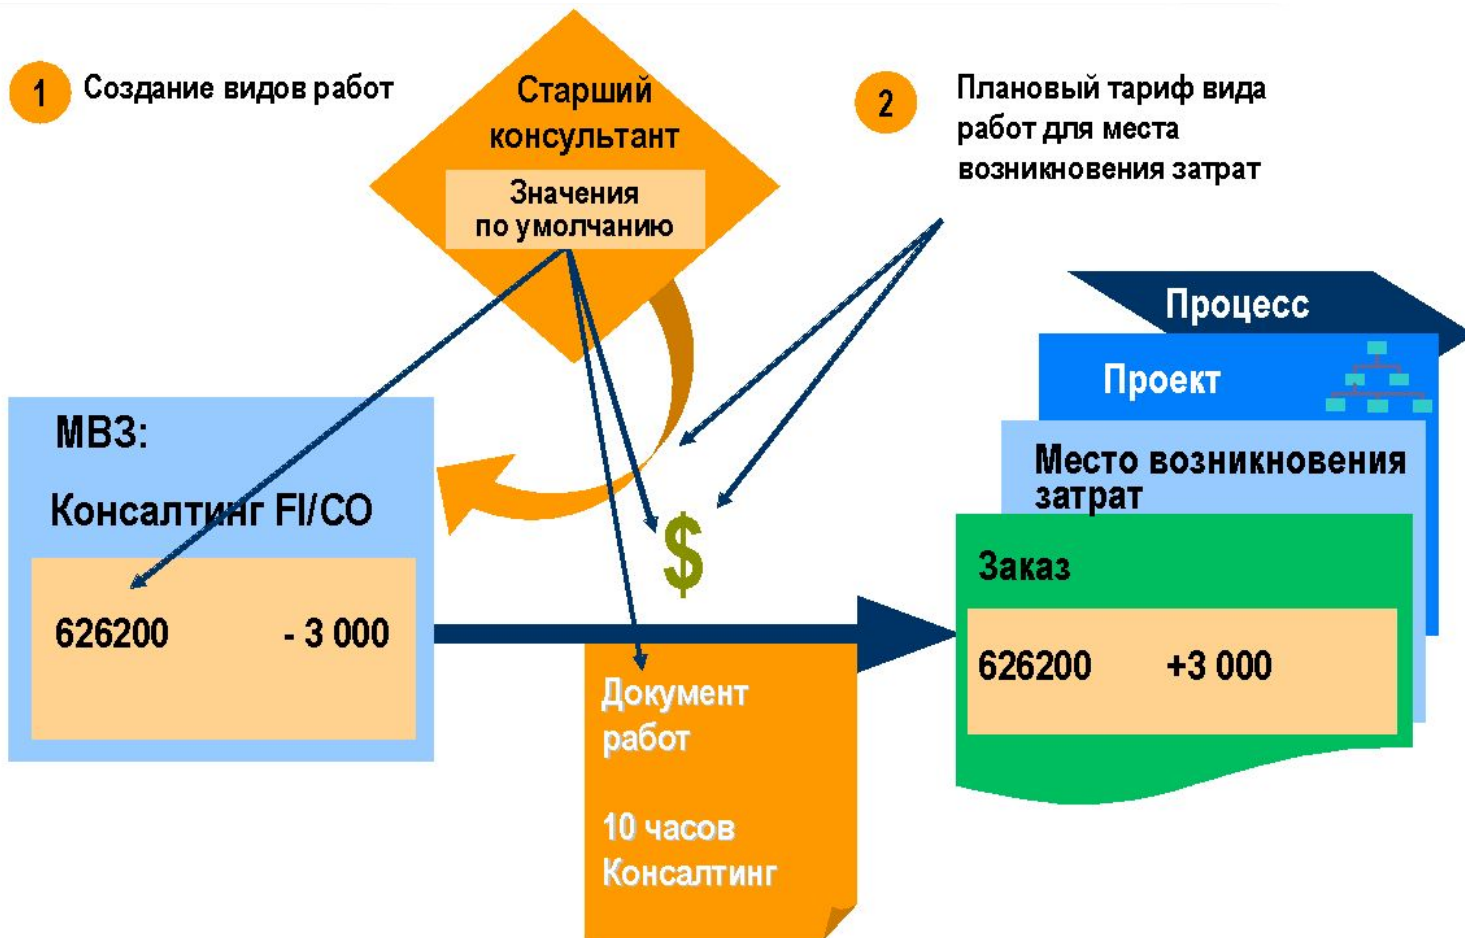 1
Создание видов работ
Старший
консультант
Значения
по умолчанию
2
Плановый тариф вида
работ для места
возникновения затрат
МВЗ:
Консалтинг FI/CO
626200 - 3 000
$
Документ
работ
10 часов
Консалтинг
Процесс
Проект
Место возникновения
затрат
Заказ
626200 +3 000